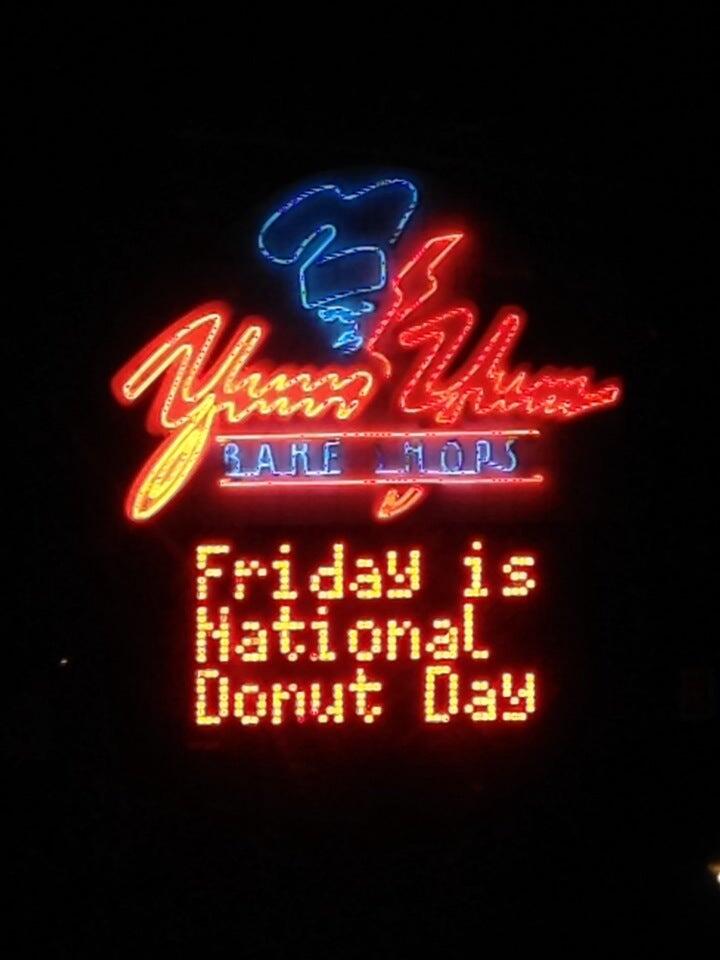 Yum Yum
BAKE SHOPS
Friday is
National
Donut Day